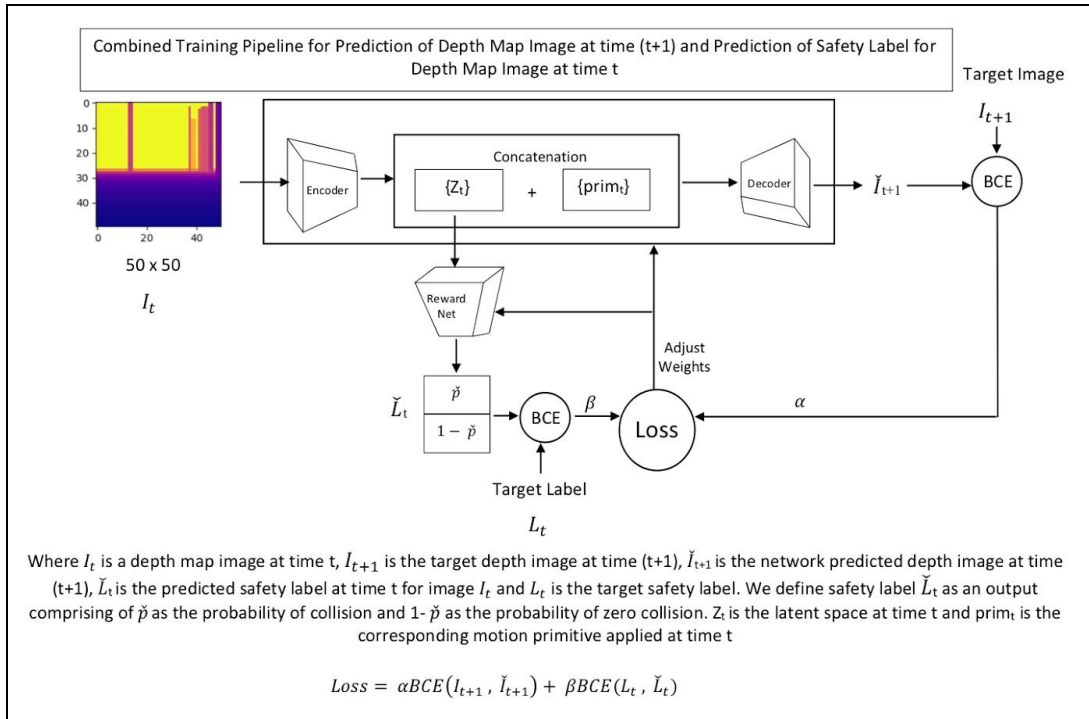 Combined Training Pipeline for Prediction of Depth Map Image at time (t+1) and Prediction of Safety Label for
Depth Map Image at time t
Target Image
I_{t+1}
0
10
20
30
40
0 20 40
50 x 50
I_t
Encoder
Concatenation
{Z_t}
+
{prim_t}
Decoder
Ǐ_{t+1}
BCE
Reward
Net
Adjust
Weights
Ľ_t
p̌
1 − p̌
BCE
β
Loss
α
Target Label
L_t
Where I_t is a depth map image at time t, I_{t+1} is the target depth image at time (t+1), Ǐ_{t+1} is the network predicted depth image at time
(t+1), Ľ_t is the predicted safety label at time t for image I_t and L_t is the target safety label. We define safety label Ľ_t as an output
comprising of p̌ as the probability of collision and 1- p̌ as the probability of zero collision. Z_t is the latent space at time t and prim_t is the
corresponding motion primitive applied at time t
Loss = αBCE(I_{t+1} , Ǐ_{t+1}) + βBCE(L_t , Ľ_t)